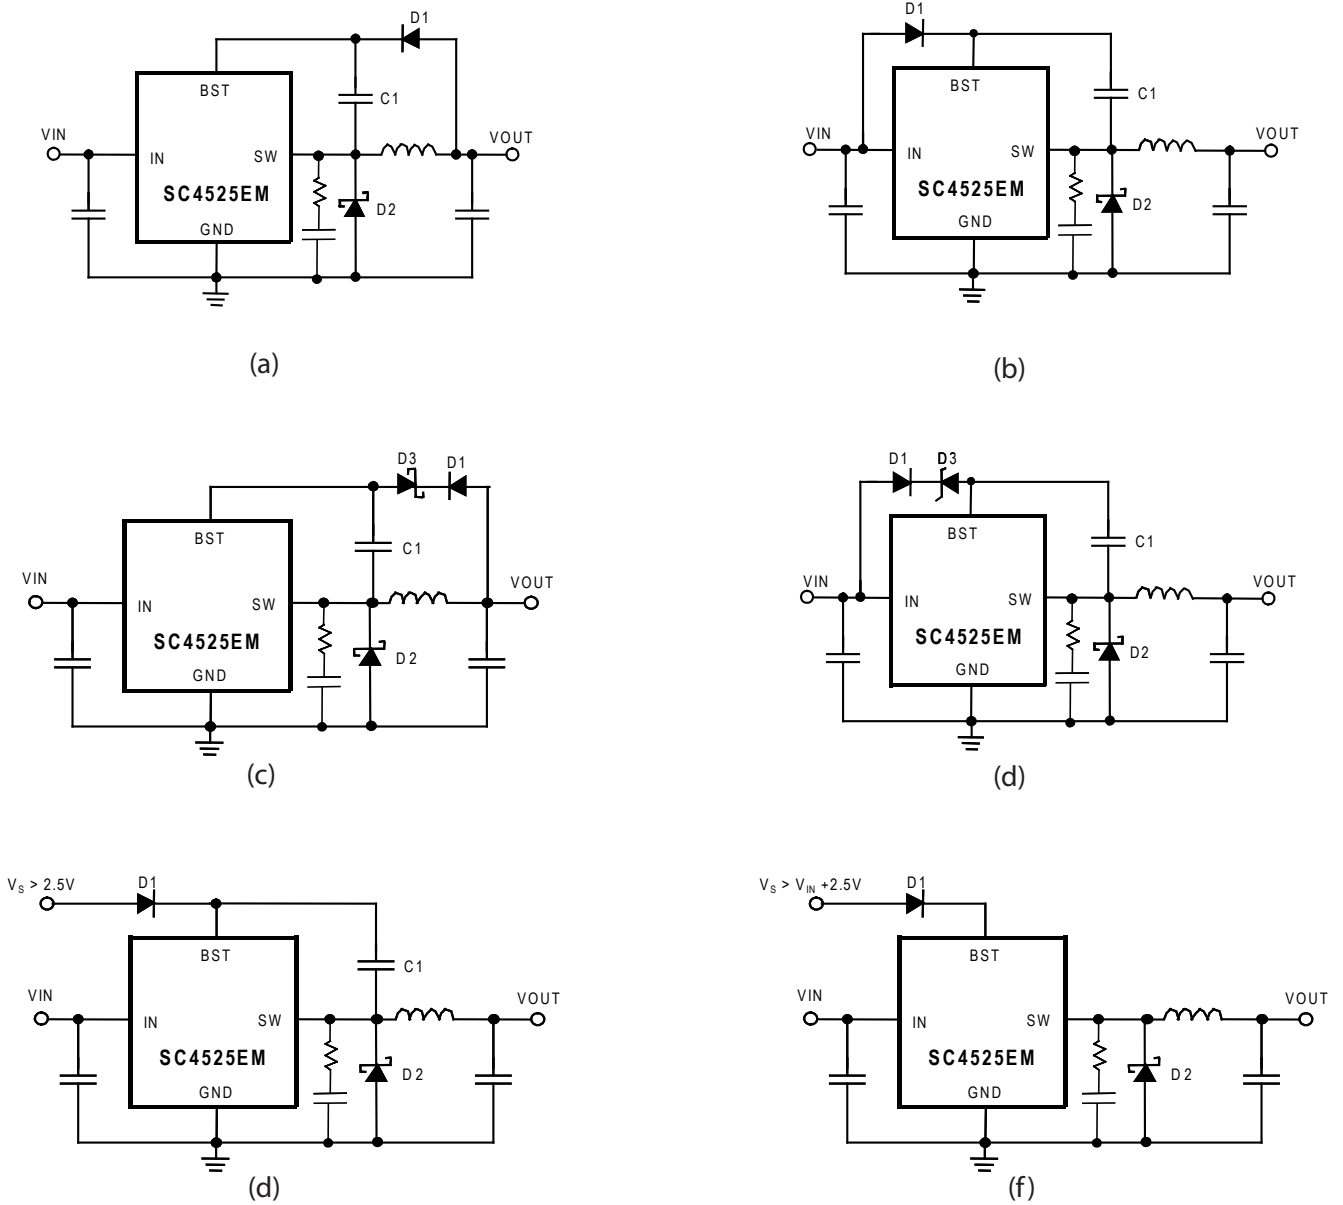 D1
BST
C1
VIN
VOUT
IN
SW
SC4525EM
D2
GND
(a)
D1
BST
C1
VIN
VOUT
IN
SW
SC4525EM
D2
GND
(b)
D3 D1
BST
C1
VIN
VOUT
IN
SW
SC4525EM
D2
GND
(c)
D1 D3
BST
C1
VIN
VOUT
IN
SW
SC4525EM
D2
GND
(d)
VS > 2.5V
D1
BST
C1
VIN
VOUT
IN
SW
SC4525EM
D2
GND
(d)
VS > VIN +2.5V
D1
BST
VIN
VOUT
IN
SW
SC4525EM
D2
GND
(f)